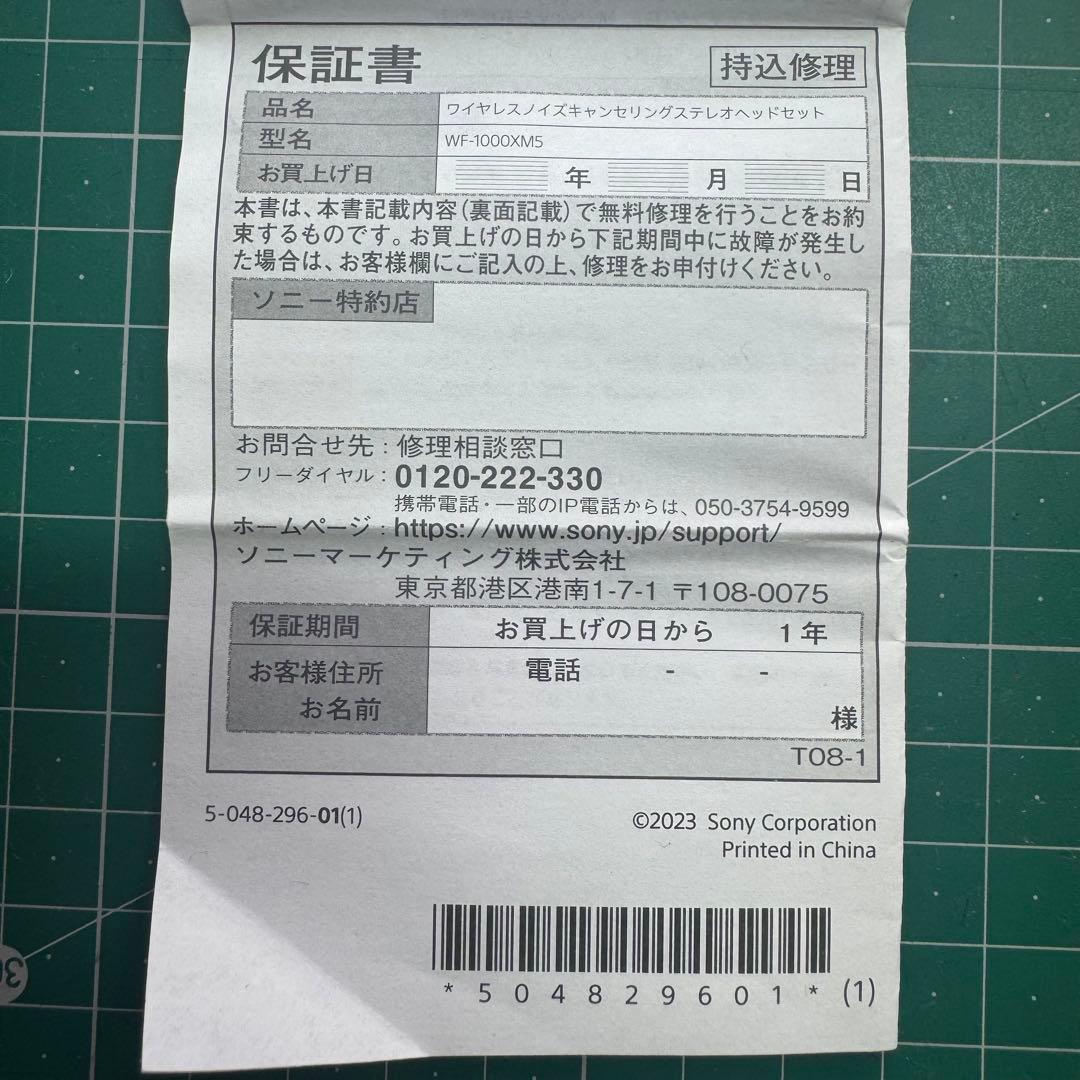 保証書
持込修理
品名 ワイヤレスノイズキャンセリングステレオヘッドセット
型名 WF-1000XM5
お買上げ日 年 月 日
本書は、本書記載内容(裏面記載)で無料修理を行うことをお約
束するものです。お買上げの日から下記期間中に故障が発生し
た場合は、お客様欄にご記入の上、修理をお申付けください。
ソニー特約店
お問合せ先:修理相談窓口
フリーダイヤル:0120-222-330
携帯電話・一部のIP電話からは、050-3754-9599
ホームページ:https://www.sony.jp/support/
ソニーマーケティング株式会社
東京都港区港南1-7-1 〒108-0075
保証期間 お買上げの日から 1年
お客様住所 電話 - -
お名前 様
T08-1
5-048-296-01(1)
©2023 Sony Corporation
Printed in China
*504829601* (1)